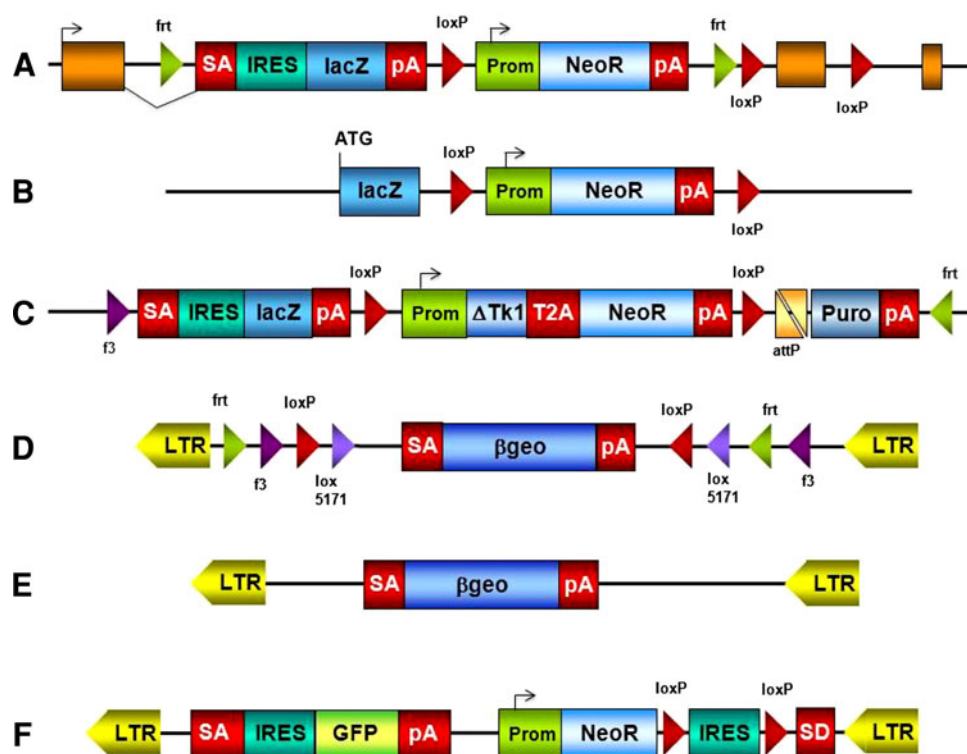 frt
loxP
frt
A
SA IRES lacZ pA
Prom NeoR pA
loxP
loxP
ATG
loxP
B
lacZ
Prom NeoR pA
loxP
loxP
loxP
frt
C
SA IRES lacZ pA
Prom ΔTk1 T2A NeoR pA
Puro pA
f3
attP
frt
loxP
loxP
frt
D
LTR
SA βgeo pA
LTR
f3
lox
5171
lox
5171
f3
E
LTR
SA βgeo pA
LTR
loxP
loxP
F
LTR
SA IRES GFP pA
Prom NeoR
IRES
SD
LTR